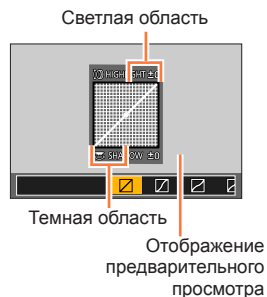 Светлая область
HIGHLIGHT ±0
SHADOW ±0
Темная область
Отображение
предварительного
просмотра